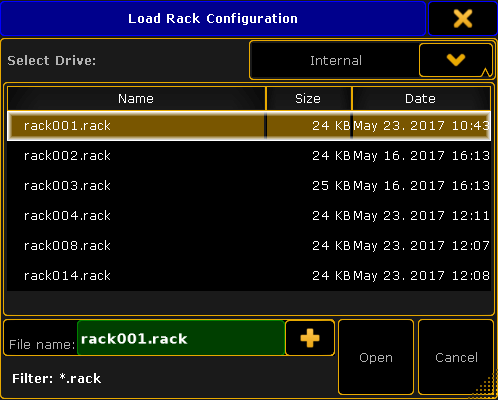 Load Rack Configuration
Select Drive: Internal
Name Size Date
rack001.rack 24 KB May 23. 2017 10:43
rack002.rack 24 KB May 16. 2017 16:13
rack003.rack 25 KB May 16. 2017 16:13
rack004.rack 24 KB May 23. 2017 12:11
rack008.rack 24 KB May 23. 2017 12:07
rack014.rack 24 KB May 23. 2017 12:08
File name: rack001.rack Open Cancel
Filter: *.rack